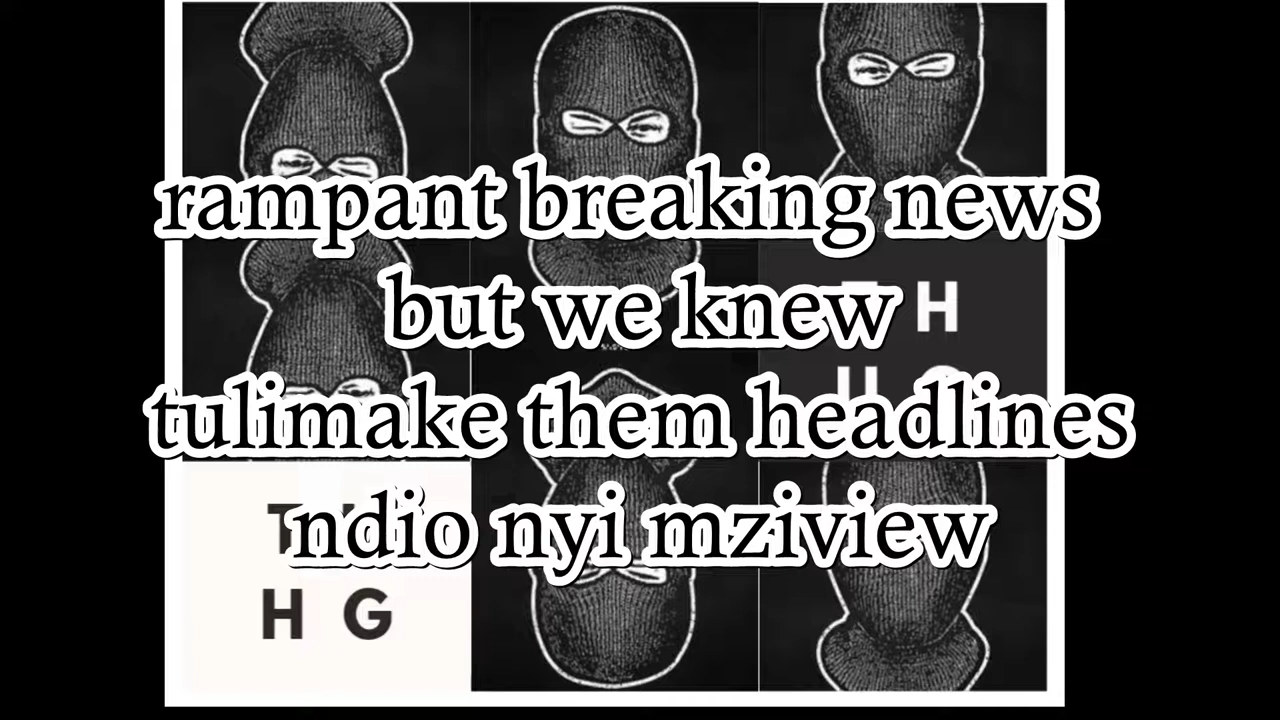 rampant breaking news
but we knew
tulimake them headlines
ndio nyi mziview
H
H G